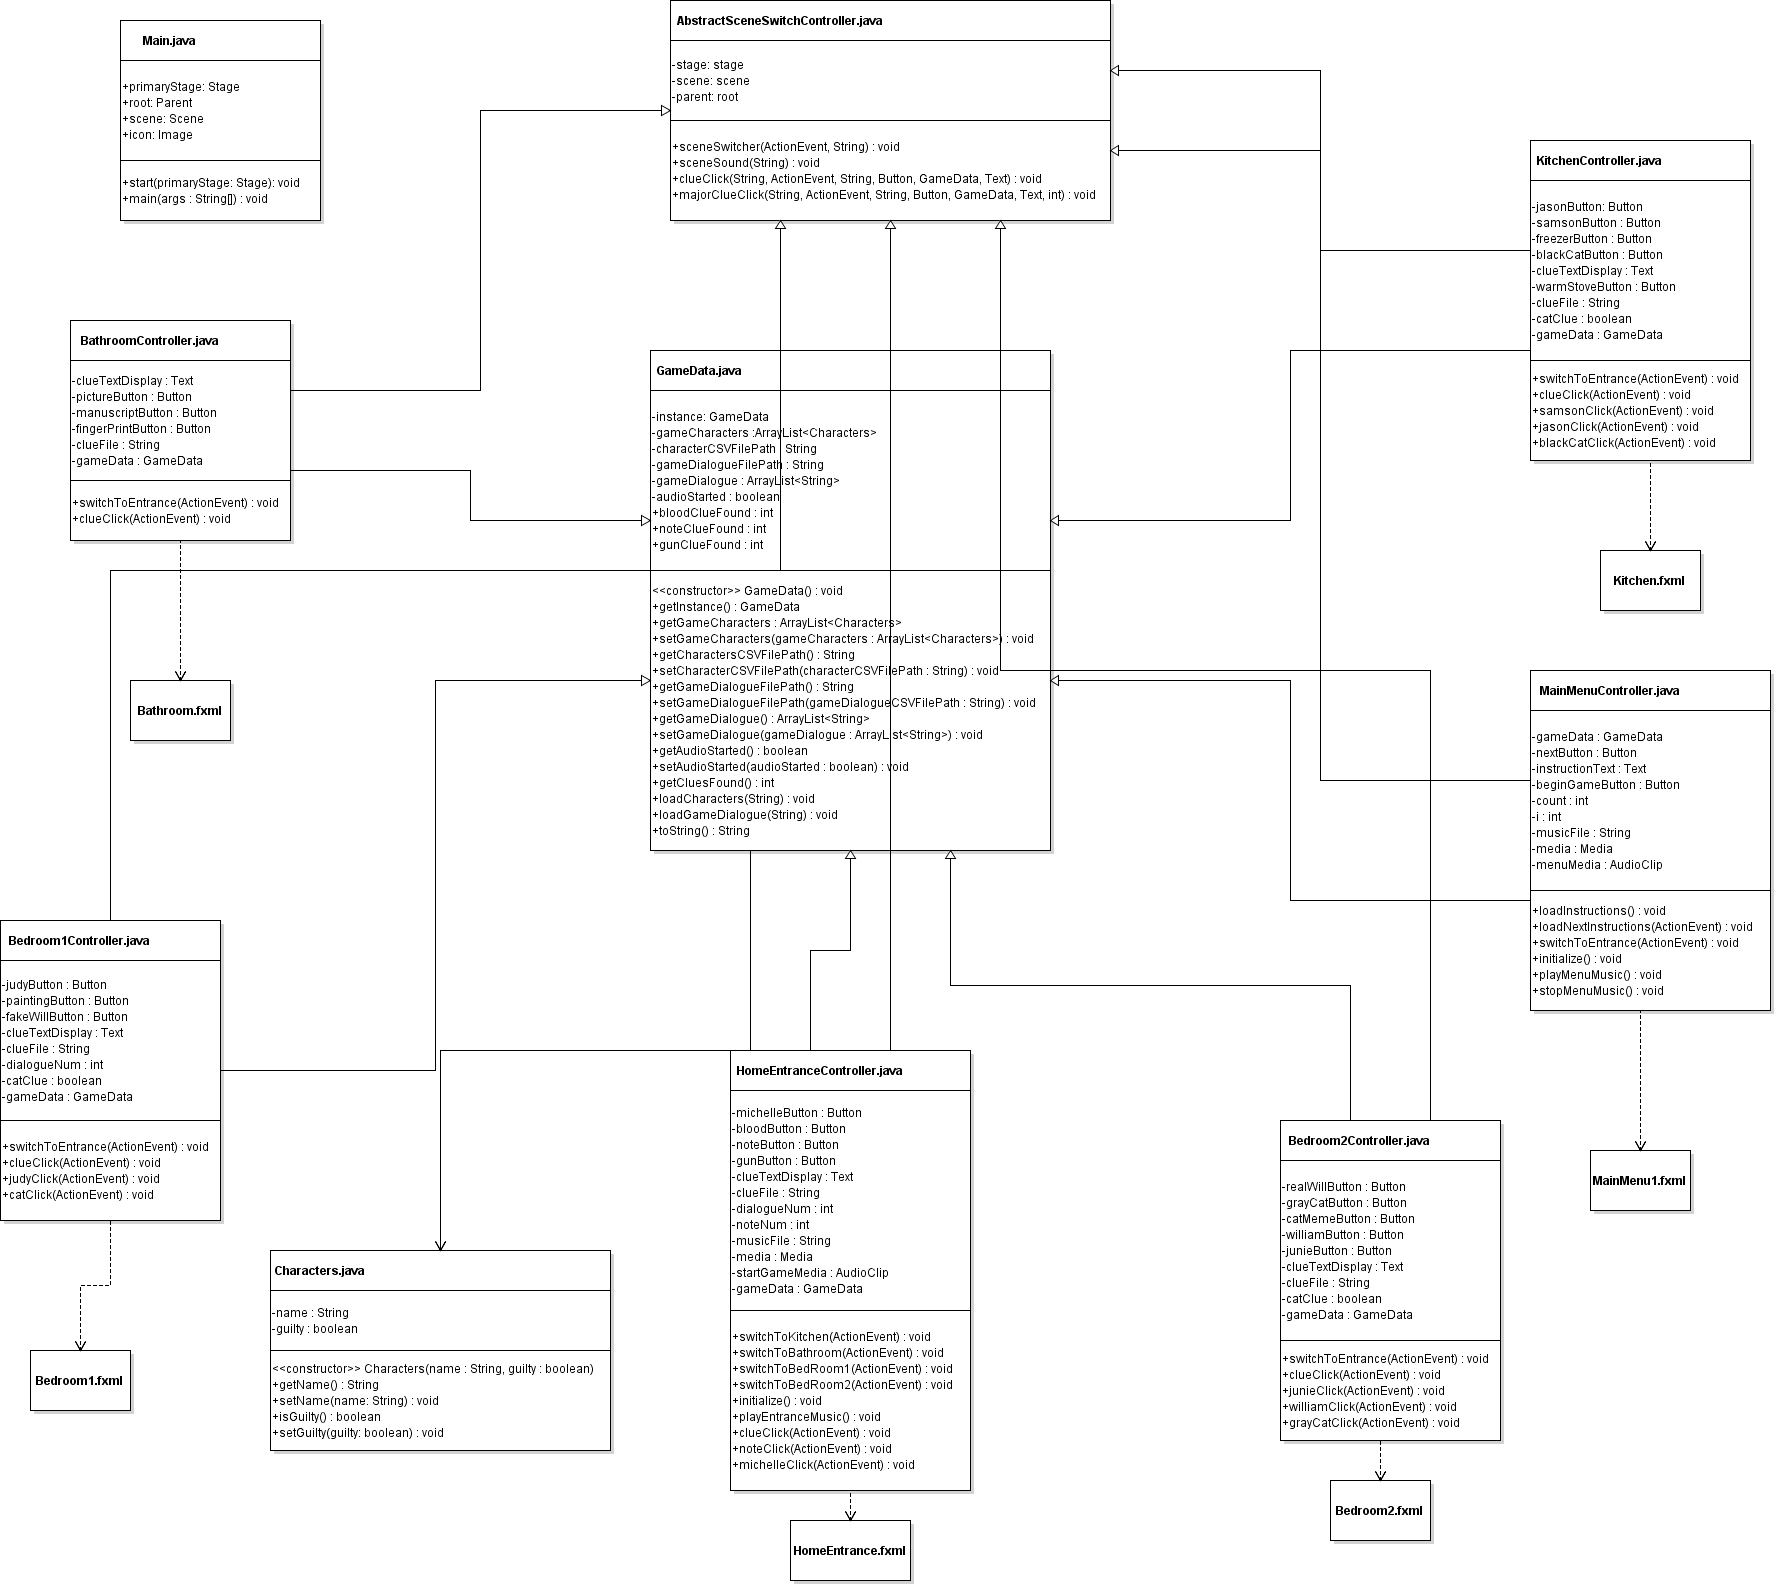 Main.java
+primaryStage: Stage
+root: Parent
+scene: Scene
+icon: Image
+start(primaryStage: Stage): void
+main(args : String[]) : void
AbstractSceneSwitchController.java
-stage: stage
-scene: scene
-parent: root
+sceneSwitcher(ActionEvent, String) : void
+sceneSound(String) : void
+clueClick(String, ActionEvent, String, Button, GameData, Text) : void
+majorClueClick(String, ActionEvent, String, Button, GameData, Text, int) : void
KitchenController.java
-jasonButton: Button
-samsonButton : Button
-freezerButton : Button
-blackCatButton : Button
-clueTextDisplay : Text
-warmStoveButton : Button
-clueFile : String
-catClue : boolean
-gameData : GameData
+switchToEntrance(ActionEvent) : void
+clueClick(ActionEvent) : void
+samsonClick(ActionEvent) : void
+jasonClick(ActionEvent) : void
+blackCatClick(ActionEvent) : void
Kitchen.fxml
BathroomController.java
-clueTextDisplay : Text
-pictureButton : Button
-manuscriptButton : Button
-fingerPrintButton : Button
-clueFile : String
-gameData : GameData
+switchToEntrance(ActionEvent) : void
+clueClick(ActionEvent) : void
Bathroom.fxml
GameData.java
-instance: GameData
-gameCharacters :ArrayList<Characters>
-characterCSVFilePath : String
-gameDialogueFilePath : String
-gameDialogue : ArrayList<String>
-audioStarted : boolean
+bloodClueFound : int
+noteClueFound : int
+gunClueFound : int
<<constructor>> GameData() : void
+getInstance() : GameData
+getGameCharacters : ArrayList<Characters>
+setGameCharacters(gameCharacters : ArrayList<Characters>) : void
+getCharactersCSVFilePath() : String
+setCharacterCSVFilePath(characterCSVFilePath : String) : void
+getGameDialogueFilePath() : String
+setGameDialogueFilePath(gameDialogueCSVFilePath : String) : void
+getGameDialogue() : ArrayList<String>
+setGameDialogue(gameDialogue : ArrayList<String>) : void
+getAudioStarted() : boolean
+setAudioStarted(audioStarted : boolean) : void
+getCluesFound() : int
+loadCharacters(String) : void
+loadGameDialogue(String) : void
+toString() : String
MainMenuController.java
-gameData : GameData
-nextButton : Button
-instructionText : Text
-beginGameButton : Button
-count : int
-i : int
-musicFile : String
-media : Media
-menuMedia : AudioClip
+loadInstructions() : void
+loadNextInstructions(ActionEvent) : void
+switchToEntrance(ActionEvent) : void
+initialize() : void
+playMenuMusic() : void
+stopMenuMusic() : void
MainMenu1.fxml
Bedroom1Controller.java
-judyButton : Button
-paintingButton : Button
-fakeWillButton : Button
-clueTextDisplay : Text
-clueFile : String
-dialogueNum : int
-catClue : boolean
-gameData : GameData
+switchToEntrance(ActionEvent) : void
+clueClick(ActionEvent) : void
+judyClick(ActionEvent) : void
+catClick(ActionEvent) : void
Bedroom1.fxml
Characters.java
-name : String
-guilty : boolean
<<constructor>> Characters(name : String, guilty : boolean)
+getName() : String
+setName(name: String) : void
+isGuilty() : boolean
+setGuilty(guilty: boolean) : void
HomeEntranceController.java
-michelleButton : Button
-bloodButton : Button
-noteButton : Button
-gunButton : Button
-clueTextDisplay : Text
-clueFile : String
-dialogueNum : int
-noteNum : int
-musicFile : String
-media : Media
-startGameMedia : AudioClip
-gameData : GameData
+switchToKitchen(ActionEvent) : void
+switchToBathroom(ActionEvent) : void
+switchToBedRoom1(ActionEvent) : void
+switchToBedRoom2(ActionEvent) : void
+initialize() : void
+playEntranceMusic() : void
+clueClick(ActionEvent) : void
+noteClick(ActionEvent) : void
+michelleClick(ActionEvent) : void
HomeEntrance.fxml
Bedroom2Controller.java
-realWillButton : Button
-grayCatButton : Button
-catMemeButton : Button
-williamButton : Button
-junieButton : Button
-clueTextDisplay : Text
-clueFile : String
-catClue : boolean
-gameData : GameData
+switchToEntrance(ActionEvent) : void
+clueClick(ActionEvent) : void
+junieClick(ActionEvent) : void
+williamClick(ActionEvent) : void
+grayCatClick(ActionEvent) : void
Bedroom2.fxml